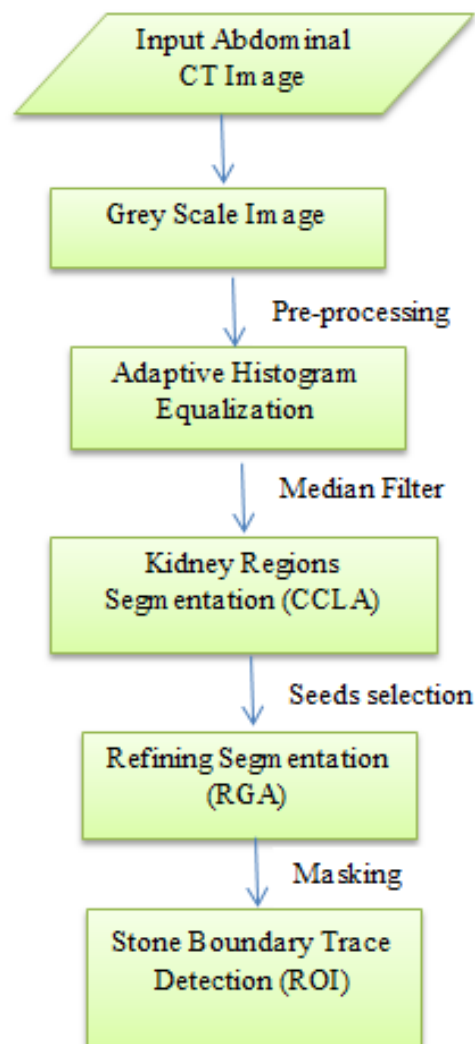 Input Abdominal
CT Image
Grey Scale Image
Pre-processing
Adaptive Histogram
Equalization
Median Filter
Kidney Regions
Segmentation (CCLA)
Seeds selection
Refining Segmentation
(RGA)
Masking
Stone Boundary Trace
Detection (ROI)